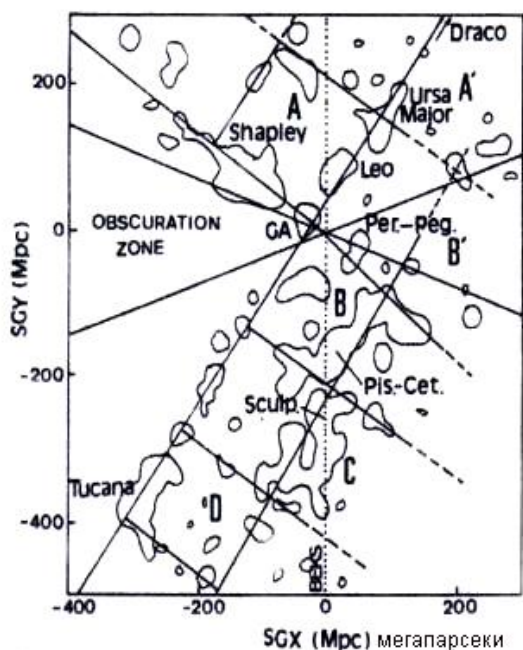 Draco
200
A
Ursa A'
Major
Shapley
Leo
0
OBSCURATION
ZONE
GA
Per.-Peg.
B'
B
SGY (Mpc)
-200
Pis.-Cet.
Sculp.
C
Tucana
D
-400
BEKS
-400 -200 0 200
SGX (Mpc) мегапарсеки